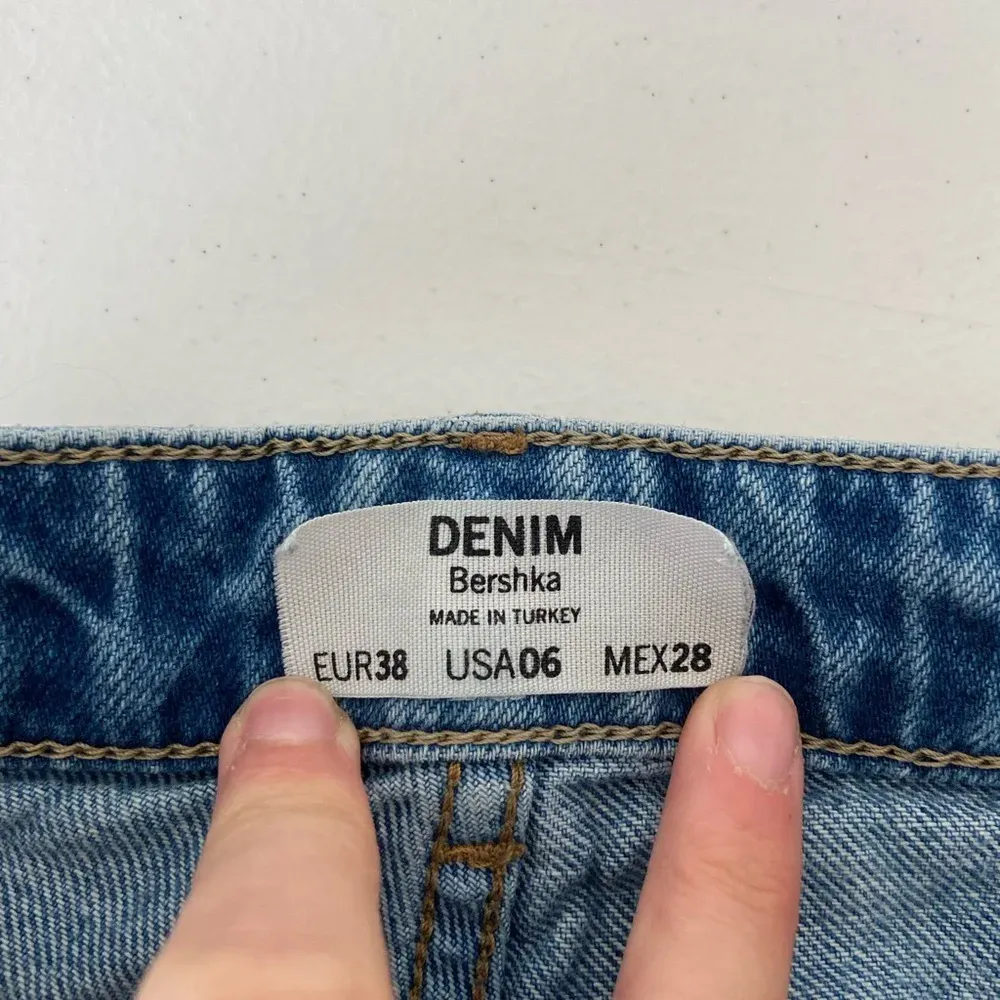 DENIM
Bershka
MADE IN TURKEY
EUR38 USA06 MEX28